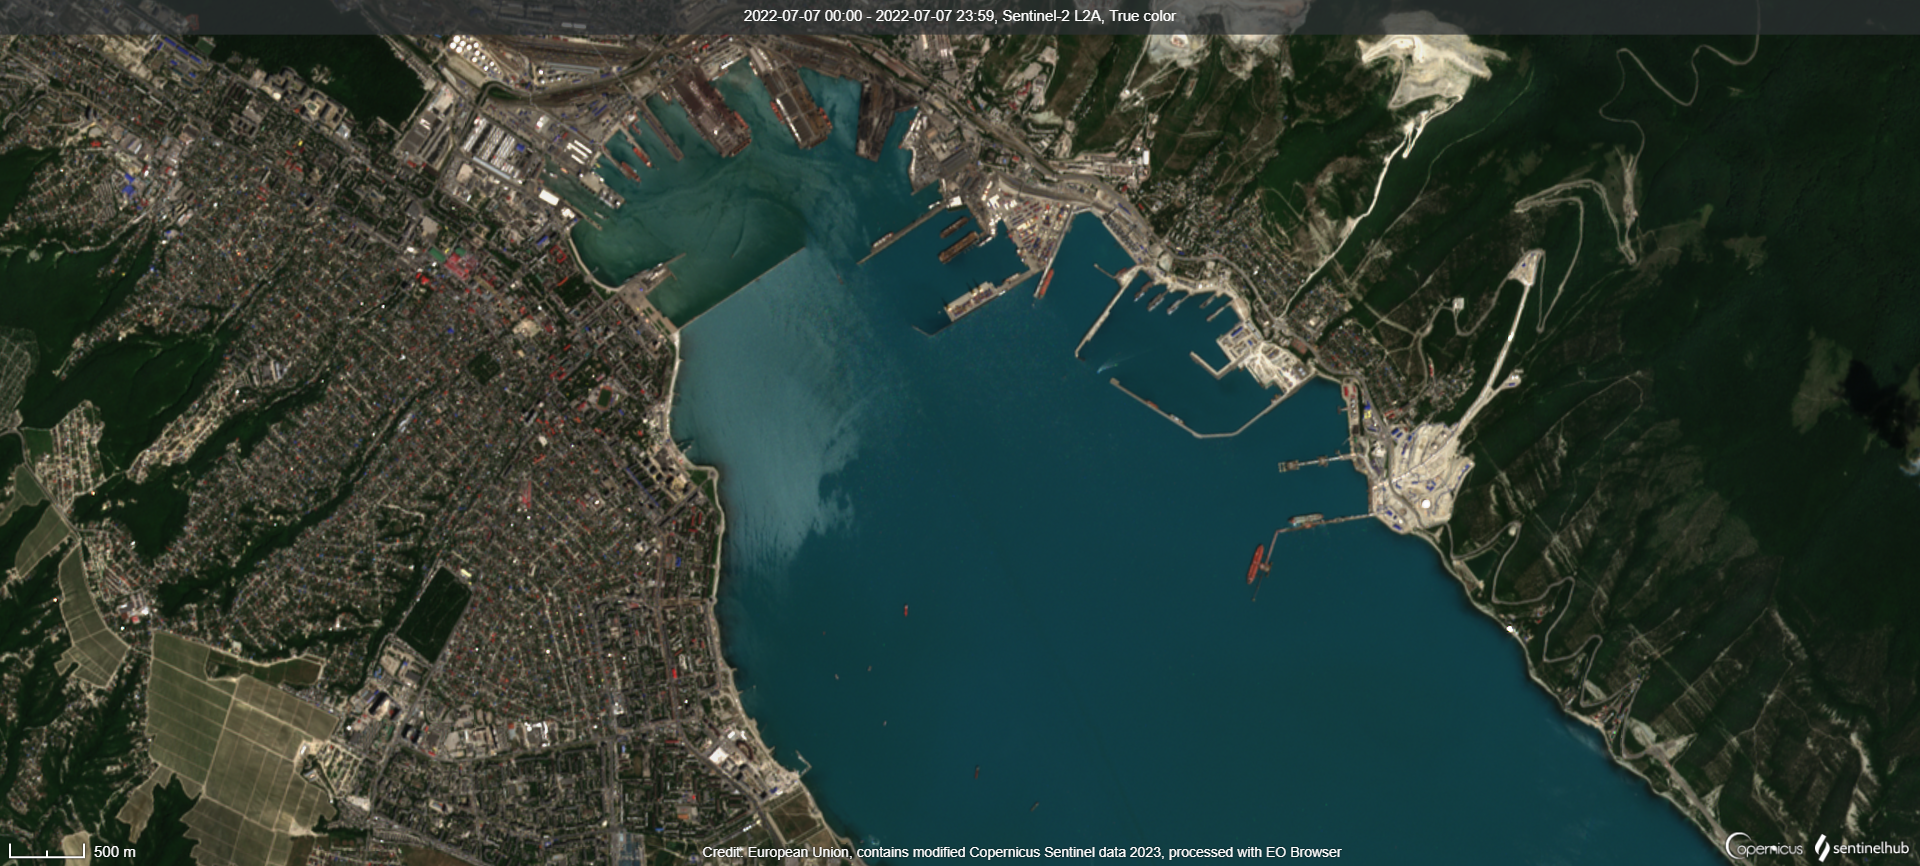 2022-07-07 00:00 - 2022-07-07 23:59, Sentinel-2 L2A, True color
500 m
Credit: European Union, contains modified Copernicus Sentinel data 2023, processed with EO Browser
opernicus
sentinelhub